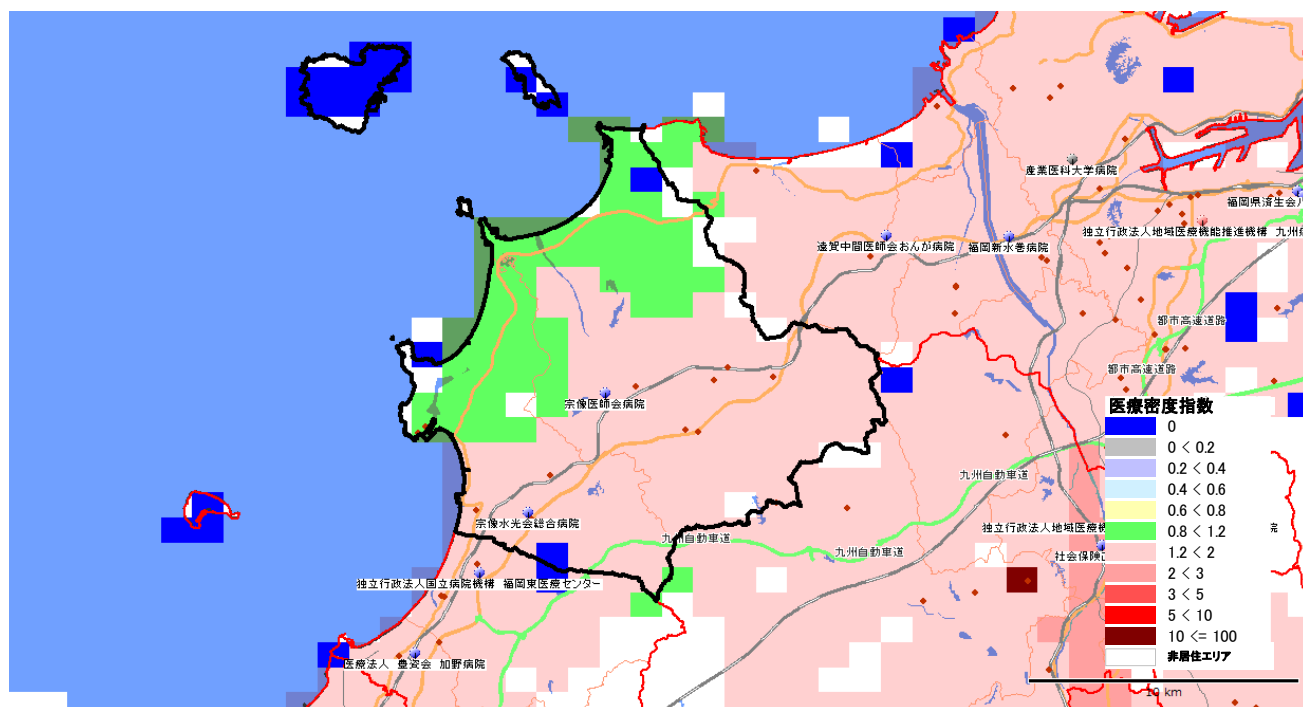 産業医科大学病院
福岡県済生会八
独立行政法人地域医療機能推進機構 九州病
遠賀中間医師会おんが病院
福岡新水巻病院
都市高速道路
都市高速道路
宗像医師会病院
医療密度指数
0
0 < 0.2
0.2 < 0.4
0.4 < 0.6
0.6 < 0.8
0.8 < 1.2
1.2 < 2
2 < 3
3 < 5
5 < 10
10 <= 100
非居住エリア
九州自動車道
宗像水光会総合病院
独立行政法人地域医療機
院
九州自動車道
九州自動車道
社会保険
独立行政法人国立病院機構 福岡東医療センター
医療法人 豊資会 加野病院
10 km